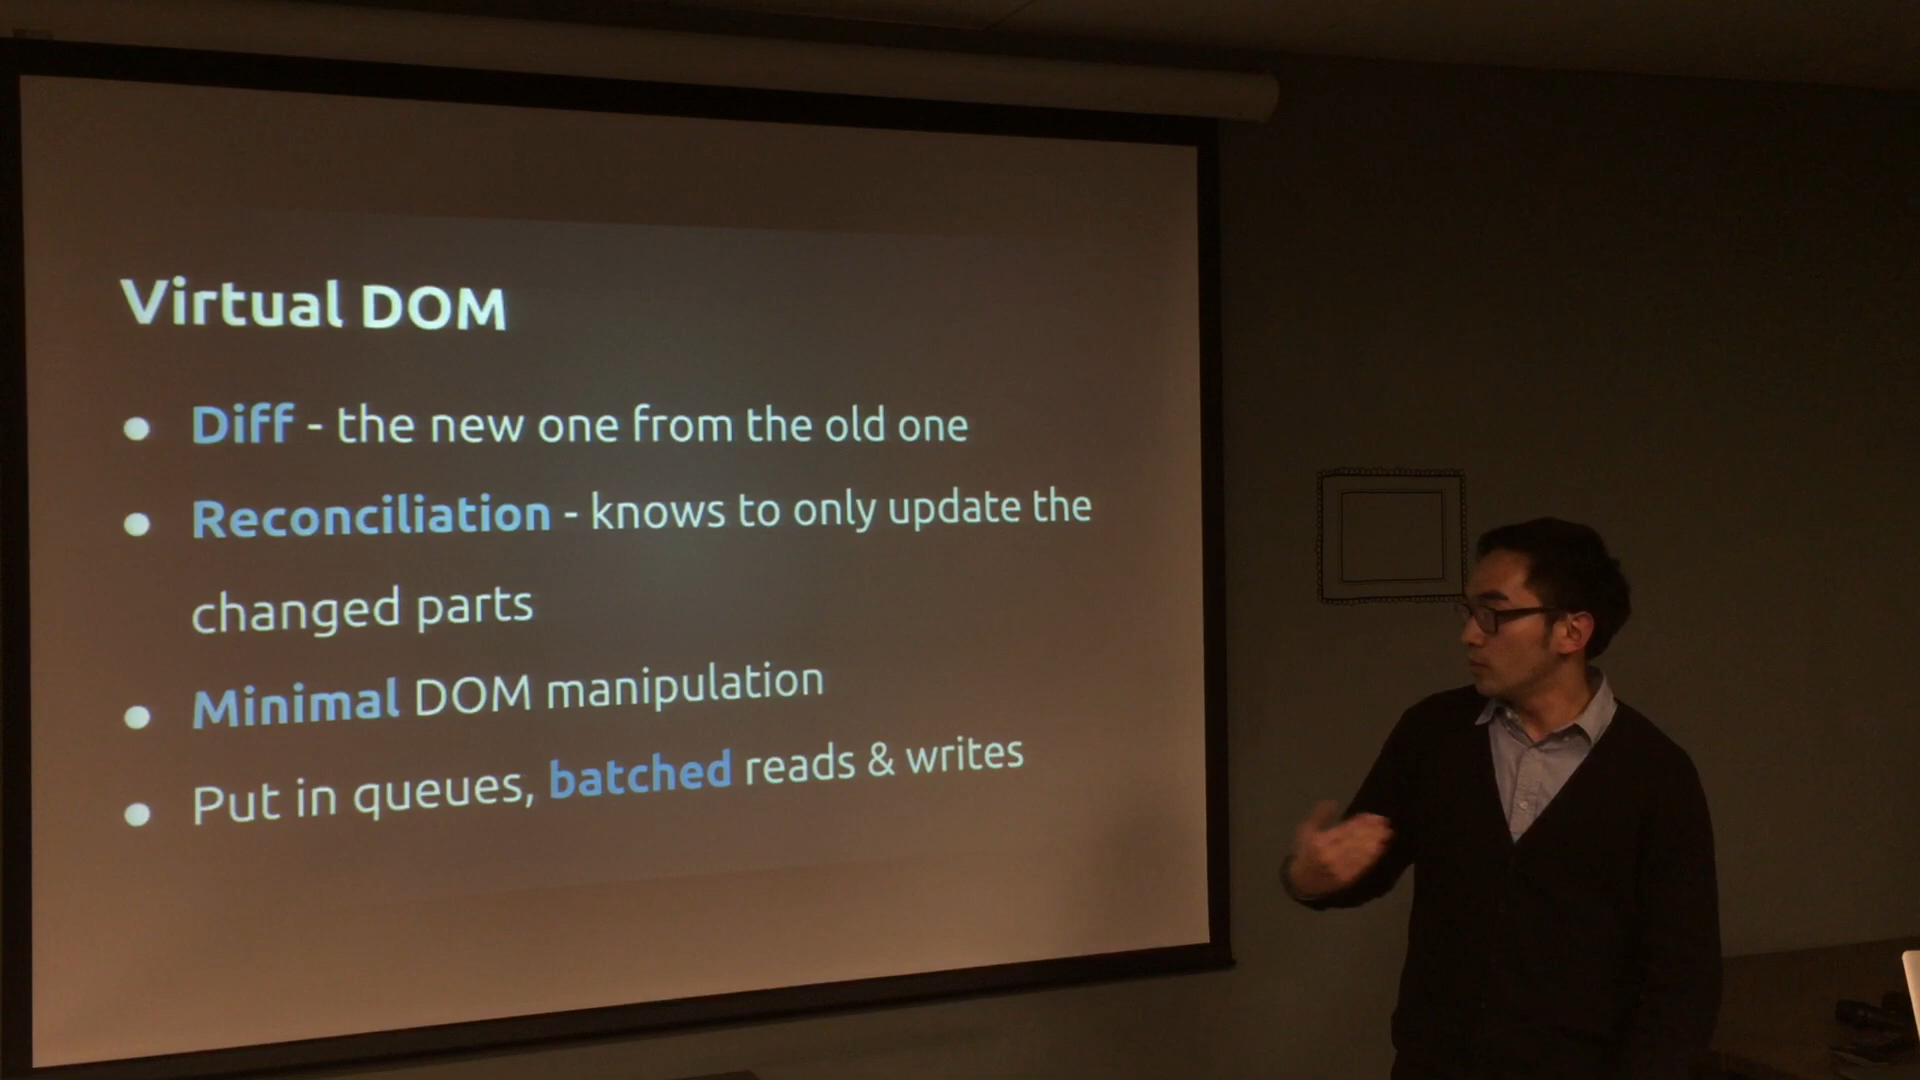 Virtual DOM
● Diff - the new one from the old one
● Reconciliation - knows to only update the
changed parts
● Minimal DOM manipulation
● Put in queues, batched reads & writes